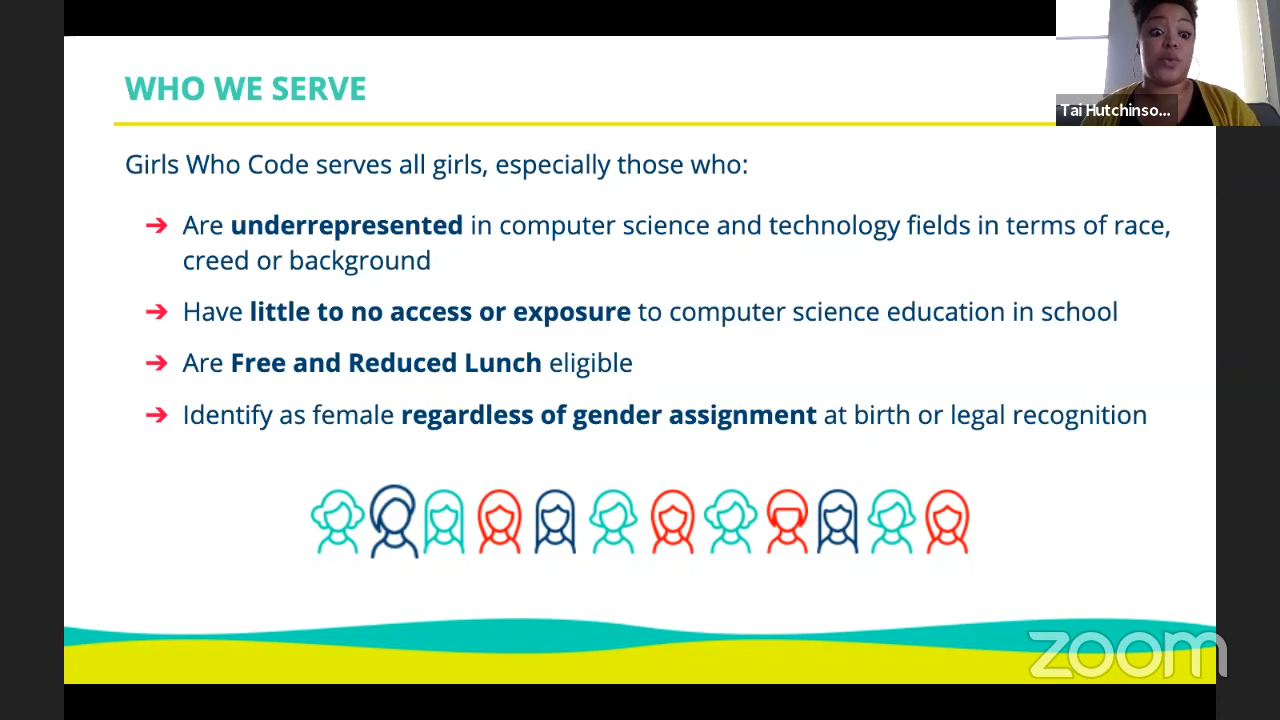 WHO WE SERVE
Tai Hutchinso...
Girls Who Code serves all girls, especially those who:
➔ Are underrepresented in computer science and technology fields in terms of race,
creed or background
➔ Have little to no access or exposure to computer science education in school
➔ Are Free and Reduced Lunch eligible
➔ Identify as female regardless of gender assignment at birth or legal recognition
zoom